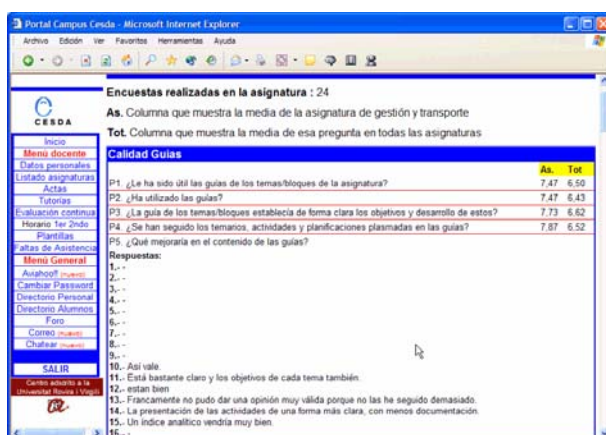 Portal Campus Cesda - Microsoft Internet Explorer
Archivo Edición Ver Favoritos Herramientas Ayuda
CESDA
Inicio
Menú docente
Datos personales
Listado asignaturas
Actas
Tutorías
Evaluación continua
Horario 1er 2ndo
Plantillas
Faltas de Asistencia
Menú General
Aviahoo!! (nuevo)
Cambiar Password
Directorio Personal
Directorio Alumnos
Foro
Correo (nuevo)
Chatear (nuevo)
SALIR
Centro adscrito a la
Universitat Rovira i Virgili
Encuestas realizadas en la asignatura : 24
As. Columna que muestra la media de la asignatura de gestión y transporte
Tot. Columna que muestra la media de esa pregunta en todas las asignaturas
Calidad Guias
As. Tot
P1. ¿Le ha sido útil las guías de los temas/bloques de la asignatura? 7,47 6,50
P2. ¿Ha utilizado las guías? 7,47 6,43
P3. ¿La guía de los temas/bloques establecía de forma clara los objetivos y desarrollo de estos? 7,73 6,62
P4. ¿Se han seguido los temarios, actividades y planificaciones plasmadas en las guías? 7,87 6,52
P5. ¿Qué mejoraría en el contenido de las guías?
Respuestas:
1.- -
2.- -
3.- -
4.- -
5.- -
6.- -
7.- -
8.- -
9.- -
10.- Así vale.
11.- Está bastante claro y los objetivos de cada tema también.
12.- estan bien
13.- Francamente no pudo dar una opinión muy válida porque no las he seguido demasiado.
14.- La presentación de las actividades de una forma más clara, con menos documentación.
15.- Un índice analítico vendría muy bien.
16.- -